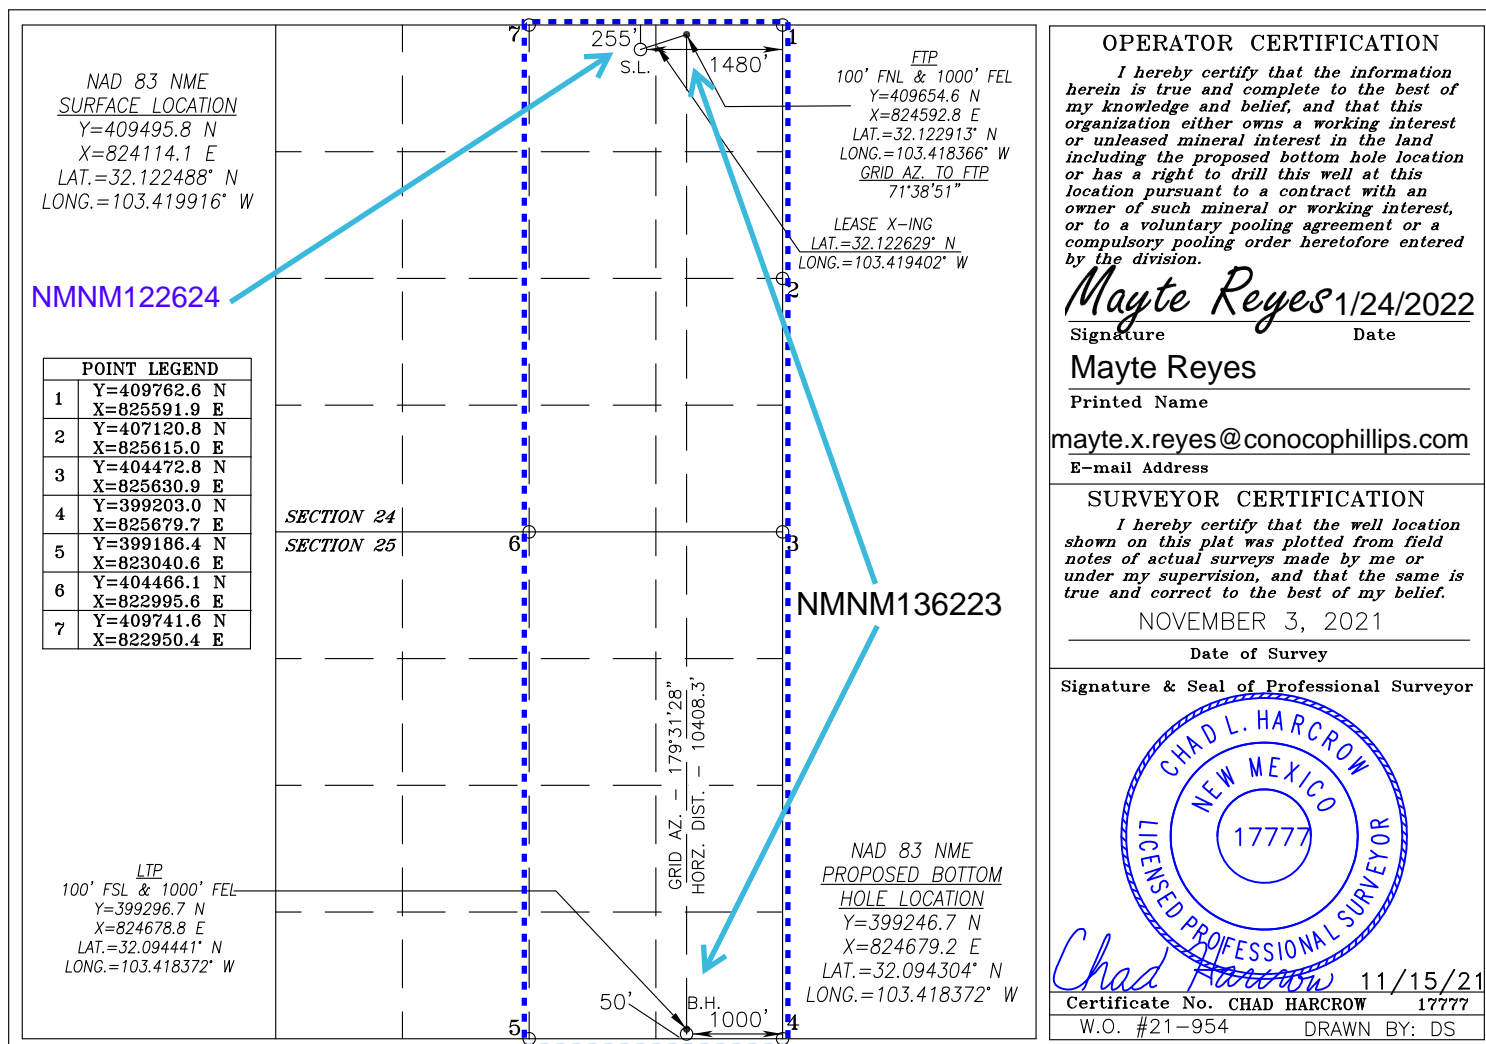 NAD 83 NME
SURFACE LOCATION
Y=409495.8 N
X=824114.1 E
LAT.=32.122488° N
LONG.=103.419916° W
NMNM122624
POINT LEGEND
1 Y=409762.6 N
X=825591.9 E
2 Y=407120.8 N
X=825615.0 E
3 Y=404472.8 N
X=825630.9 E
4 Y=399203.0 N
X=825679.7 E
5 Y=399186.4 N
X=823040.6 E
6 Y=404466.1 N
X=822995.6 E
7 Y=409741.6 N
X=822950.4 E
LTP
100' FSL & 1000' FEL
Y=399296.7 N
X=824678.8 E
LAT.=32.094441° N
LONG.=103.418372° W
SECTION 24
SECTION 25
7
255'
S.L.
1480'
1
2
6
3
GRID AZ. - 179°31'28"
HORZ. DIST. - 10408.3'
50'
B.H.
1000'
5
4
FTP
100' FNL & 1000' FEL
Y=409654.6 N
X=824592.8 E
LAT.=32.122913° N
LONG.=103.418366° W
GRID AZ. TO FTP
71°38'51"
LEASE X-ING
LAT.=32.122629° N
LONG.=103.419402° W
NMNM136223
NAD 83 NME
PROPOSED BOTTOM
HOLE LOCATION
Y=399246.7 N
X=824679.2 E
LAT.=32.094304° N
LONG.=103.418372° W
OPERATOR CERTIFICATION
I hereby certify that the information
herein is true and complete to the best of
my knowledge and belief, and that this
organization either owns a working interest
or unleased mineral interest in the land
including the proposed bottom hole location
or has a right to drill this well at this
location pursuant to a contract with an
owner of such mineral or working interest,
or to a voluntary pooling agreement or a
compulsory pooling order heretofore entered
by the division.
Mayte Reyes 1/24/2022
Signature Date
Mayte Reyes
Printed Name
mayte.x.reyes@conocophillips.com
E-mail Address
SURVEYOR CERTIFICATION
I hereby certify that the well location
shown on this plat was plotted from field
notes of actual surveys made by me or
under my supervision, and that the same is
true and correct to the best of my belief.
NOVEMBER 3, 2021
Date of Survey
Signature & Seal of Professional Surveyor
CHAD L. HARCROW
NEW MEXICO
17777
LICENSED PROFESSIONAL SURVEYOR
Chad Harcrow 11/15/21
Certificate No. CHAD HARCROW 17777
W.O. #21-954 DRAWN BY: DS